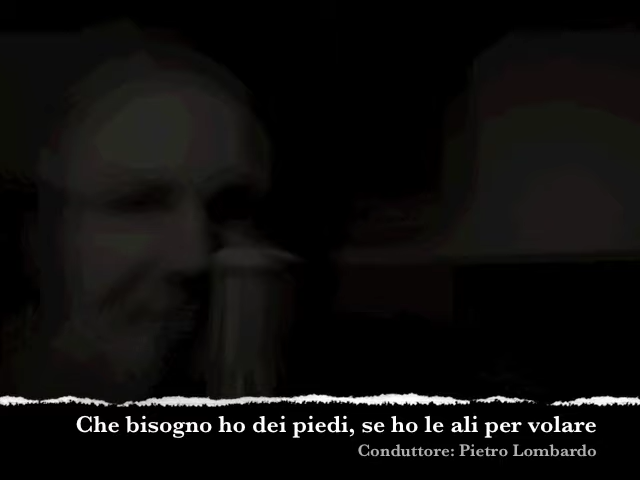 Che bisogno ho dei piedi, se ho le ali per volare
Conduttore: Pietro Lombardo